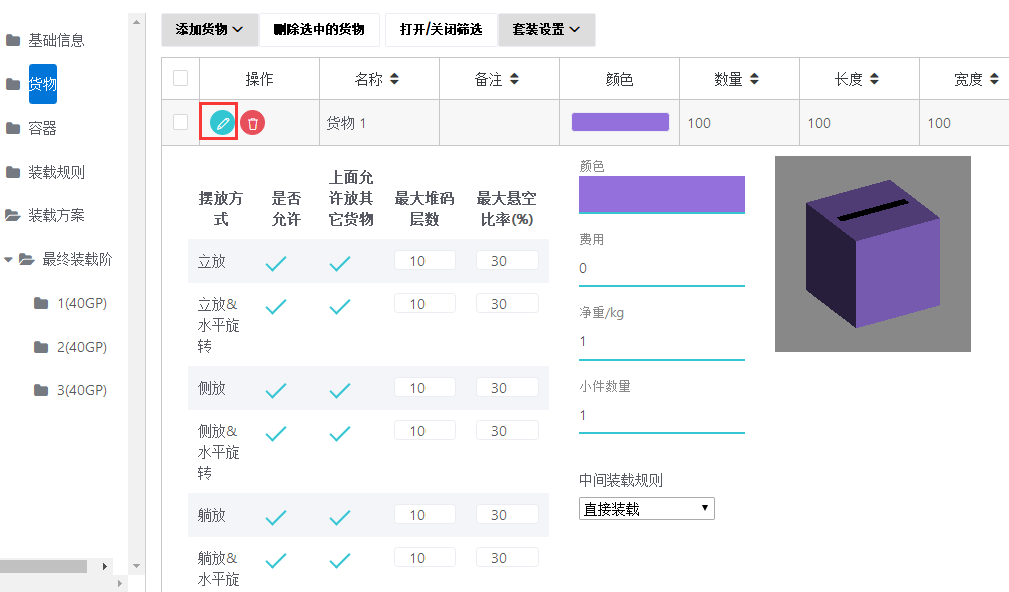 添加货物 删除选中的货物 打开/关闭筛选 套装设置
基础信息
货物
容器
装载规则
装载方案
最终装载阶
1(40GP)
2(40GP)
3(40GP)
操作 名称 备注 颜色 数量 长度 宽度
货物 1 100 100 100
摆放方
式
是否
允许
上面允
许放其
它货物
最大堆码
层数
最大悬空
比率(%)
立放 10 30
立放&
水平旋
转
10 30
侧放 10 30
侧放&
水平旋
转
10 30
躺放 10 30
躺放&
水平旋
10 30
颜色
费用
0
净重/kg
1
小件数量
1
中间装载规则
直接装载